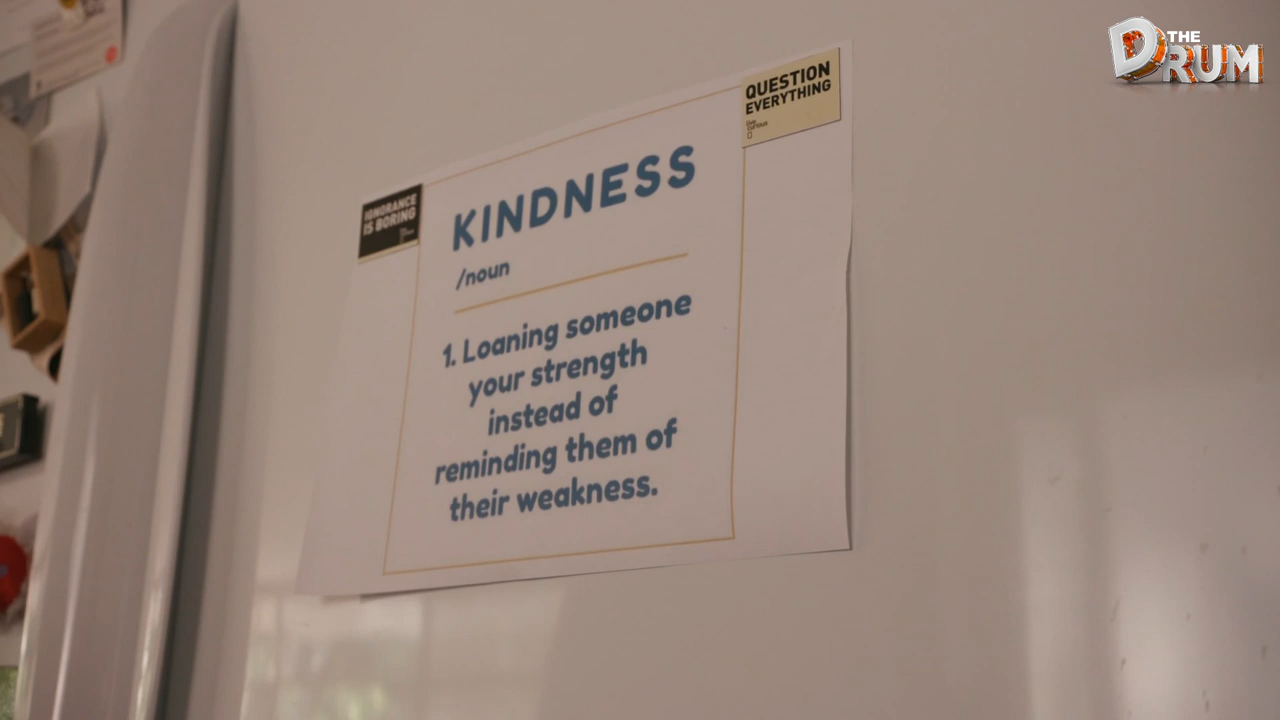 THE
DRUM
QUESTION
EVERYTHING
IGNORANCE
IS BORING
KINDNESS
/noun
1. Loaning someone
your strength
instead of
reminding them of
their weakness.